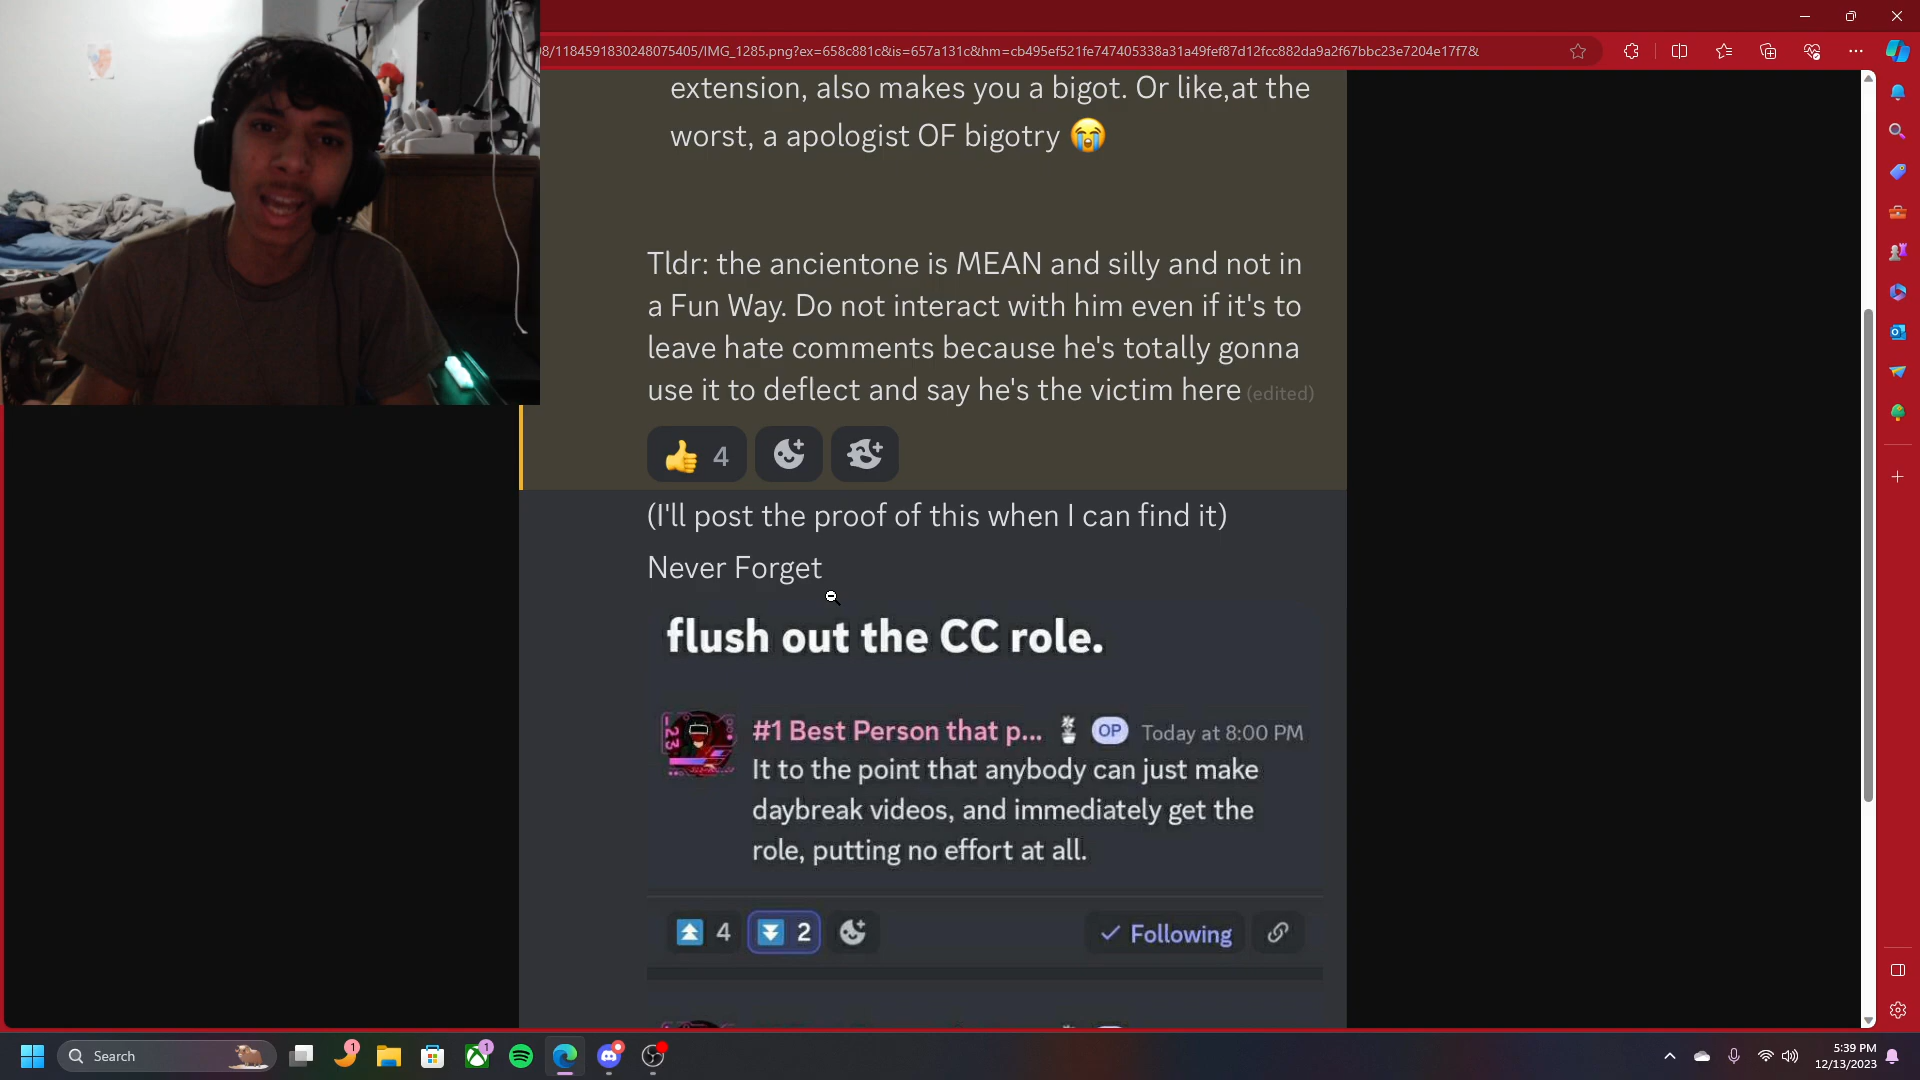 98/1184591830248075405/IMG_1285.png?ex=658c881c&is=657a131c&hm=cb495ef521fe747405338a31a49fef87d12fcc882da9a2f67bbc23e7204e17f7&
extension, also makes you a bigot. Or like,at the
worst, a apologist OF bigotry 😭
Tldr: the ancientone is MEAN and silly and not in
a Fun Way. Do not interact with him even if it's to
leave hate comments because he's totally gonna
use it to deflect and say he's the victim here (edited)
👍 4
(I'll post the proof of this when I can find it)
Never Forget
flush out the CC role.
#1 Best Person that p... OP Today at 8:00 PM
It to the point that anybody can just make
daybreak videos, and immediately get the
role, putting no effort at all.
4 2 Following
Search 1 1
5:39 PM
12/13/2023